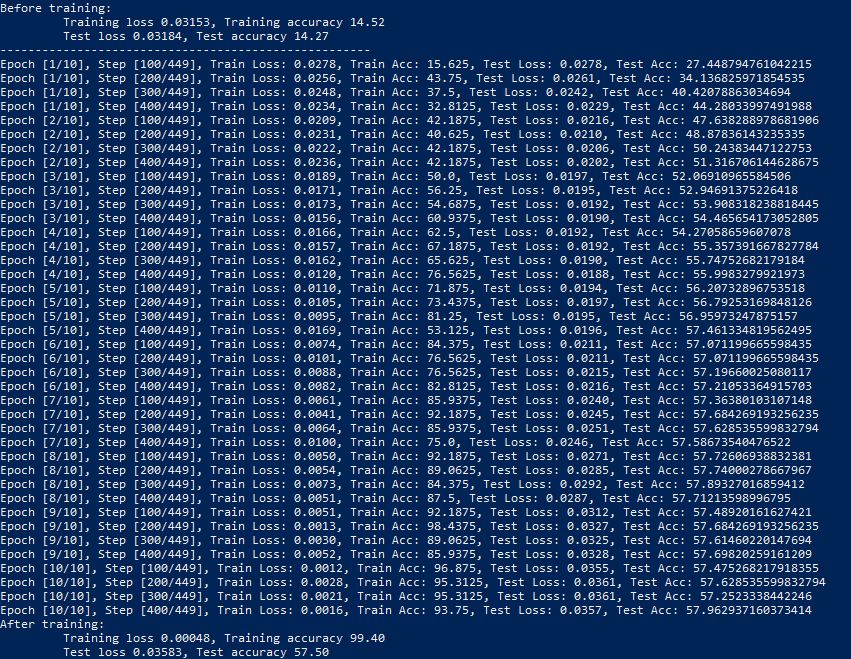 Before training:
Training loss 0.03153, Training accuracy 14.52
Test loss 0.03184, Test accuracy 14.27
-----------------------------------------------------
Epoch [1/10], Step [100/449], Train Loss: 0.0278, Train Acc: 15.625, Test Loss: 0.0278, Test Acc: 27.448794761042215
Epoch [1/10], Step [200/449], Train Loss: 0.0256, Train Acc: 43.75, Test Loss: 0.0261, Test Acc: 34.136825971854535
Epoch [1/10], Step [300/449], Train Loss: 0.0248, Train Acc: 37.5, Test Loss: 0.0242, Test Acc: 40.42078863034694
Epoch [1/10], Step [400/449], Train Loss: 0.0234, Train Acc: 32.8125, Test Loss: 0.0229, Test Acc: 44.28033997491988
Epoch [2/10], Step [100/449], Train Loss: 0.0209, Train Acc: 42.1875, Test Loss: 0.0216, Test Acc: 47.638288978681906
Epoch [2/10], Step [200/449], Train Loss: 0.0231, Train Acc: 40.625, Test Loss: 0.0210, Test Acc: 48.87836143235335
Epoch [2/10], Step [300/449], Train Loss: 0.0222, Train Acc: 42.1875, Test Loss: 0.0206, Test Acc: 50.24383447122753
Epoch [2/10], Step [400/449], Train Loss: 0.0236, Train Acc: 42.1875, Test Loss: 0.0202, Test Acc: 51.316706144628675
Epoch [3/10], Step [100/449], Train Loss: 0.0189, Train Acc: 50.0, Test Loss: 0.0197, Test Acc: 52.06910965584506
Epoch [3/10], Step [200/449], Train Loss: 0.0171, Train Acc: 56.25, Test Loss: 0.0195, Test Acc: 52.94691375226418
Epoch [3/10], Step [300/449], Train Loss: 0.0173, Train Acc: 54.6875, Test Loss: 0.0192, Test Acc: 53.908318238818445
Epoch [3/10], Step [400/449], Train Loss: 0.0156, Train Acc: 60.9375, Test Loss: 0.0190, Test Acc: 54.465654173052805
Epoch [4/10], Step [100/449], Train Loss: 0.0166, Train Acc: 62.5, Test Loss: 0.0192, Test Acc: 54.27058659607078
Epoch [4/10], Step [200/449], Train Loss: 0.0157, Train Acc: 67.1875, Test Loss: 0.0192, Test Acc: 55.357391667827784
Epoch [4/10], Step [300/449], Train Loss: 0.0162, Train Acc: 65.625, Test Loss: 0.0190, Test Acc: 55.74752682179184
Epoch [4/10], Step [400/449], Train Loss: 0.0120, Train Acc: 76.5625, Test Loss: 0.0188, Test Acc: 55.9983279921973
Epoch [5/10], Step [100/449], Train Loss: 0.0110, Train Acc: 71.875, Test Loss: 0.0194, Test Acc: 56.20732896753518
Epoch [5/10], Step [200/449], Train Loss: 0.0105, Train Acc: 73.4375, Test Loss: 0.0197, Test Acc: 56.79253169848126
Epoch [5/10], Step [300/449], Train Loss: 0.0095, Train Acc: 81.25, Test Loss: 0.0195, Test Acc: 56.95973247875157
Epoch [5/10], Step [400/449], Train Loss: 0.0169, Train Acc: 53.125, Test Loss: 0.0196, Test Acc: 57.461334819562495
Epoch [6/10], Step [100/449], Train Loss: 0.0074, Train Acc: 84.375, Test Loss: 0.0211, Test Acc: 57.071199665598435
Epoch [6/10], Step [200/449], Train Loss: 0.0101, Train Acc: 76.5625, Test Loss: 0.0211, Test Acc: 57.071199665598435
Epoch [6/10], Step [300/449], Train Loss: 0.0088, Train Acc: 76.5625, Test Loss: 0.0215, Test Acc: 57.19660025080117
Epoch [6/10], Step [400/449], Train Loss: 0.0082, Train Acc: 82.8125, Test Loss: 0.0216, Test Acc: 57.21053364915703
Epoch [7/10], Step [100/449], Train Loss: 0.0061, Train Acc: 85.9375, Test Loss: 0.0240, Test Acc: 57.36380103107148
Epoch [7/10], Step [200/449], Train Loss: 0.0041, Train Acc: 92.1875, Test Loss: 0.0245, Test Acc: 57.684269193256235
Epoch [7/10], Step [300/449], Train Loss: 0.0064, Train Acc: 85.9375, Test Loss: 0.0251, Test Acc: 57.628535599832794
Epoch [7/10], Step [400/449], Train Loss: 0.0100, Train Acc: 75.0, Test Loss: 0.0246, Test Acc: 57.58673540476522
Epoch [8/10], Step [100/449], Train Loss: 0.0050, Train Acc: 92.1875, Test Loss: 0.0271, Test Acc: 57.72606938832381
Epoch [8/10], Step [200/449], Train Loss: 0.0054, Train Acc: 89.0625, Test Loss: 0.0285, Test Acc: 57.74000278667967
Epoch [8/10], Step [300/449], Train Loss: 0.0073, Train Acc: 84.375, Test Loss: 0.0292, Test Acc: 57.89327016859412
Epoch [8/10], Step [400/449], Train Loss: 0.0051, Train Acc: 87.5, Test Loss: 0.0287, Test Acc: 57.71213598996795
Epoch [9/10], Step [100/449], Train Loss: 0.0051, Train Acc: 92.1875, Test Loss: 0.0312, Test Acc: 57.48920161627421
Epoch [9/10], Step [200/449], Train Loss: 0.0013, Train Acc: 98.4375, Test Loss: 0.0327, Test Acc: 57.684269193256235
Epoch [9/10], Step [300/449], Train Loss: 0.0030, Train Acc: 89.0625, Test Loss: 0.0325, Test Acc: 57.61460220147694
Epoch [9/10], Step [400/449], Train Loss: 0.0052, Train Acc: 85.9375, Test Loss: 0.0328, Test Acc: 57.69820259161209
Epoch [10/10], Step [100/449], Train Loss: 0.0012, Train Acc: 96.875, Test Loss: 0.0355, Test Acc: 57.475268217918355
Epoch [10/10], Step [200/449], Train Loss: 0.0028, Train Acc: 95.3125, Test Loss: 0.0361, Test Acc: 57.628535599832794
Epoch [10/10], Step [300/449], Train Loss: 0.0021, Train Acc: 95.3125, Test Loss: 0.0361, Test Acc: 57.2523338442246
Epoch [10/10], Step [400/449], Train Loss: 0.0016, Train Acc: 93.75, Test Loss: 0.0357, Test Acc: 57.962937160373414
After training:
Training loss 0.00048, Training accuracy 99.40
Test loss 0.03583, Test accuracy 57.50